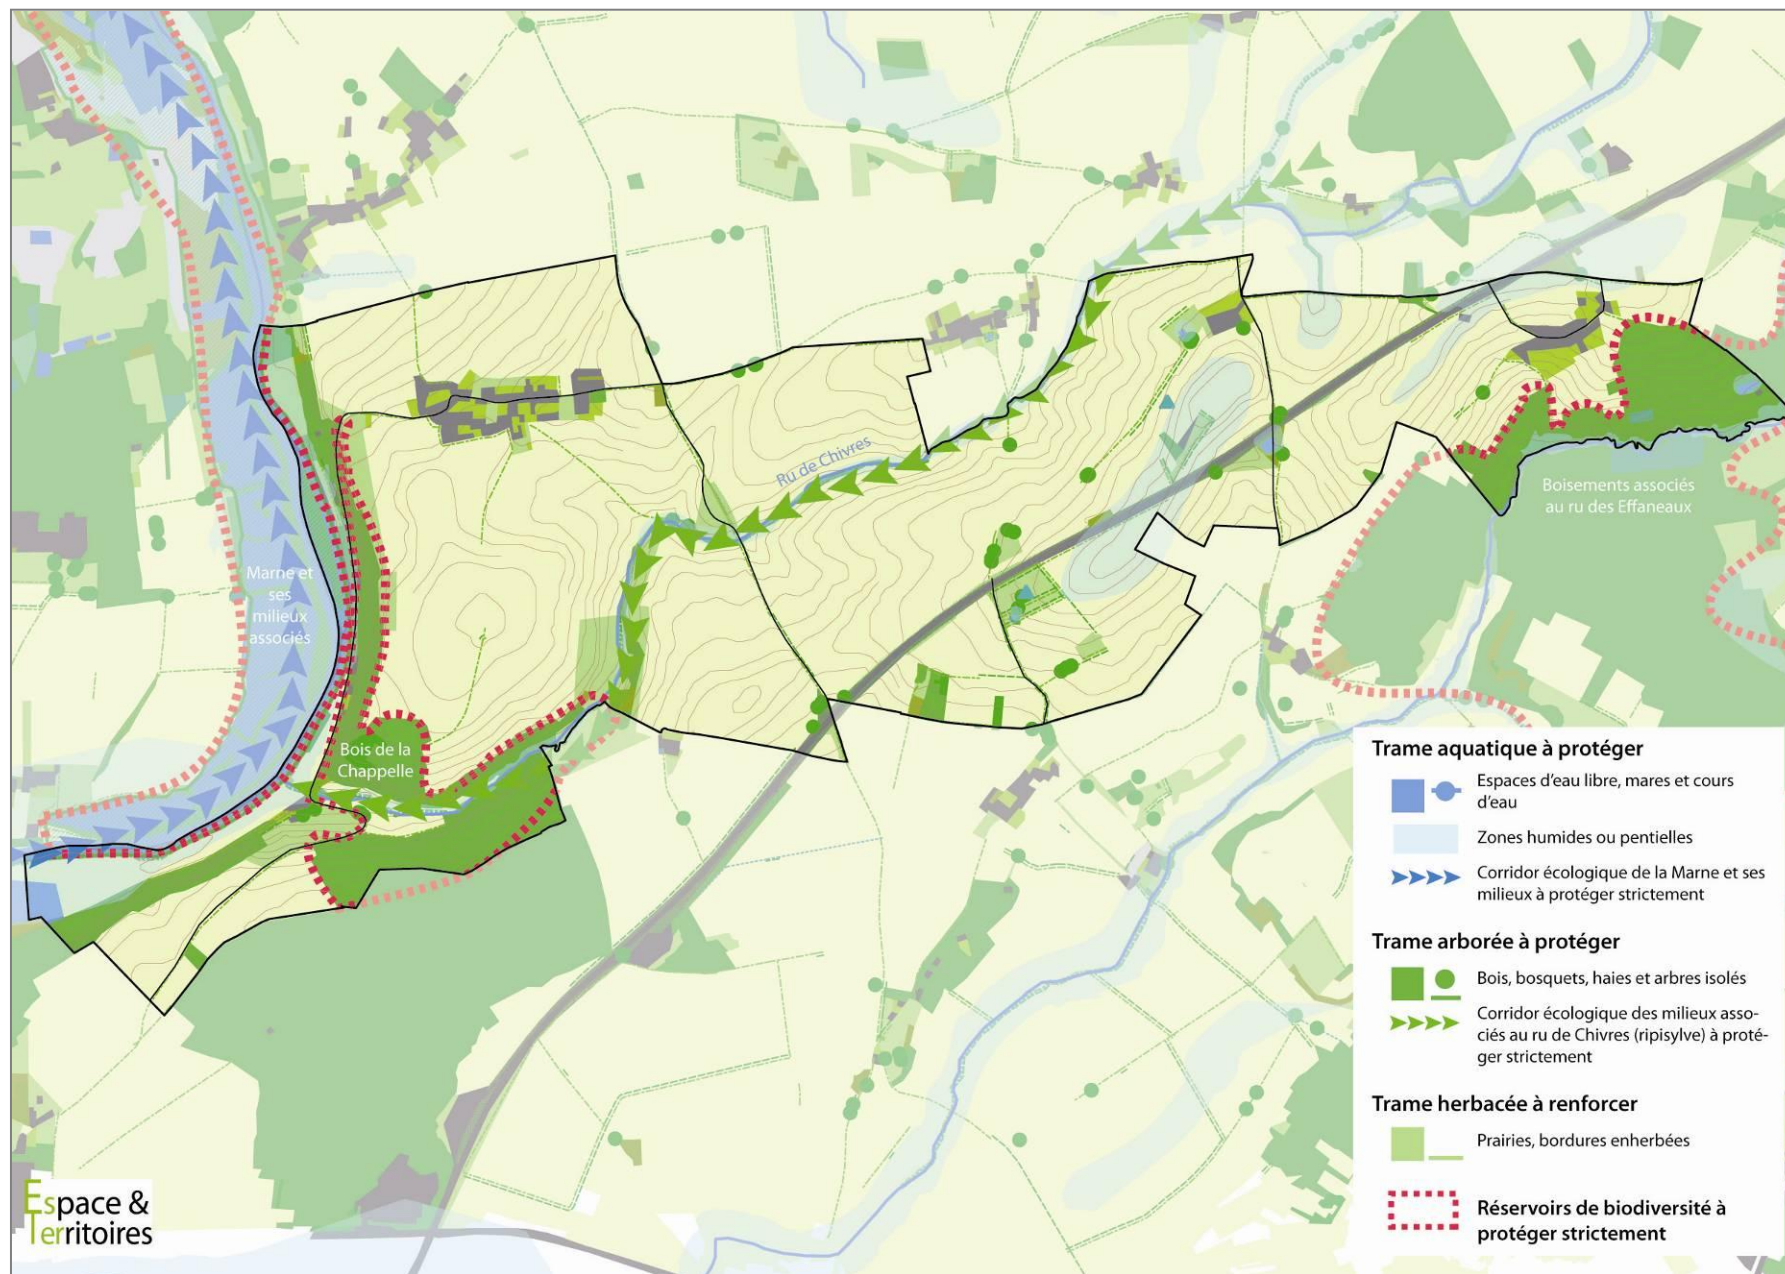 Ru de Chivres
Boisements associés
au ru des Effaneaux
Marne et
ses
milieux
associés
Bois de la
Chappelle
Trame aquatique à protéger
Espaces d'eau libre, mares et cours
d'eau
Zones humides ou pentielles
Corridor écologique de la Marne et ses
milieux à protéger strictement
Trame arborée à protéger
Bois, bosquets, haies et arbres isolés
Corridor écologique des milieux asso-
ciés au ru de Chivres (ripisylve) à proté-
ger strictement
Trame herbacée à renforcer
Prairies, bordures enherbées
Réservoirs de biodiversité à
protéger strictement
Espace &
Territoires